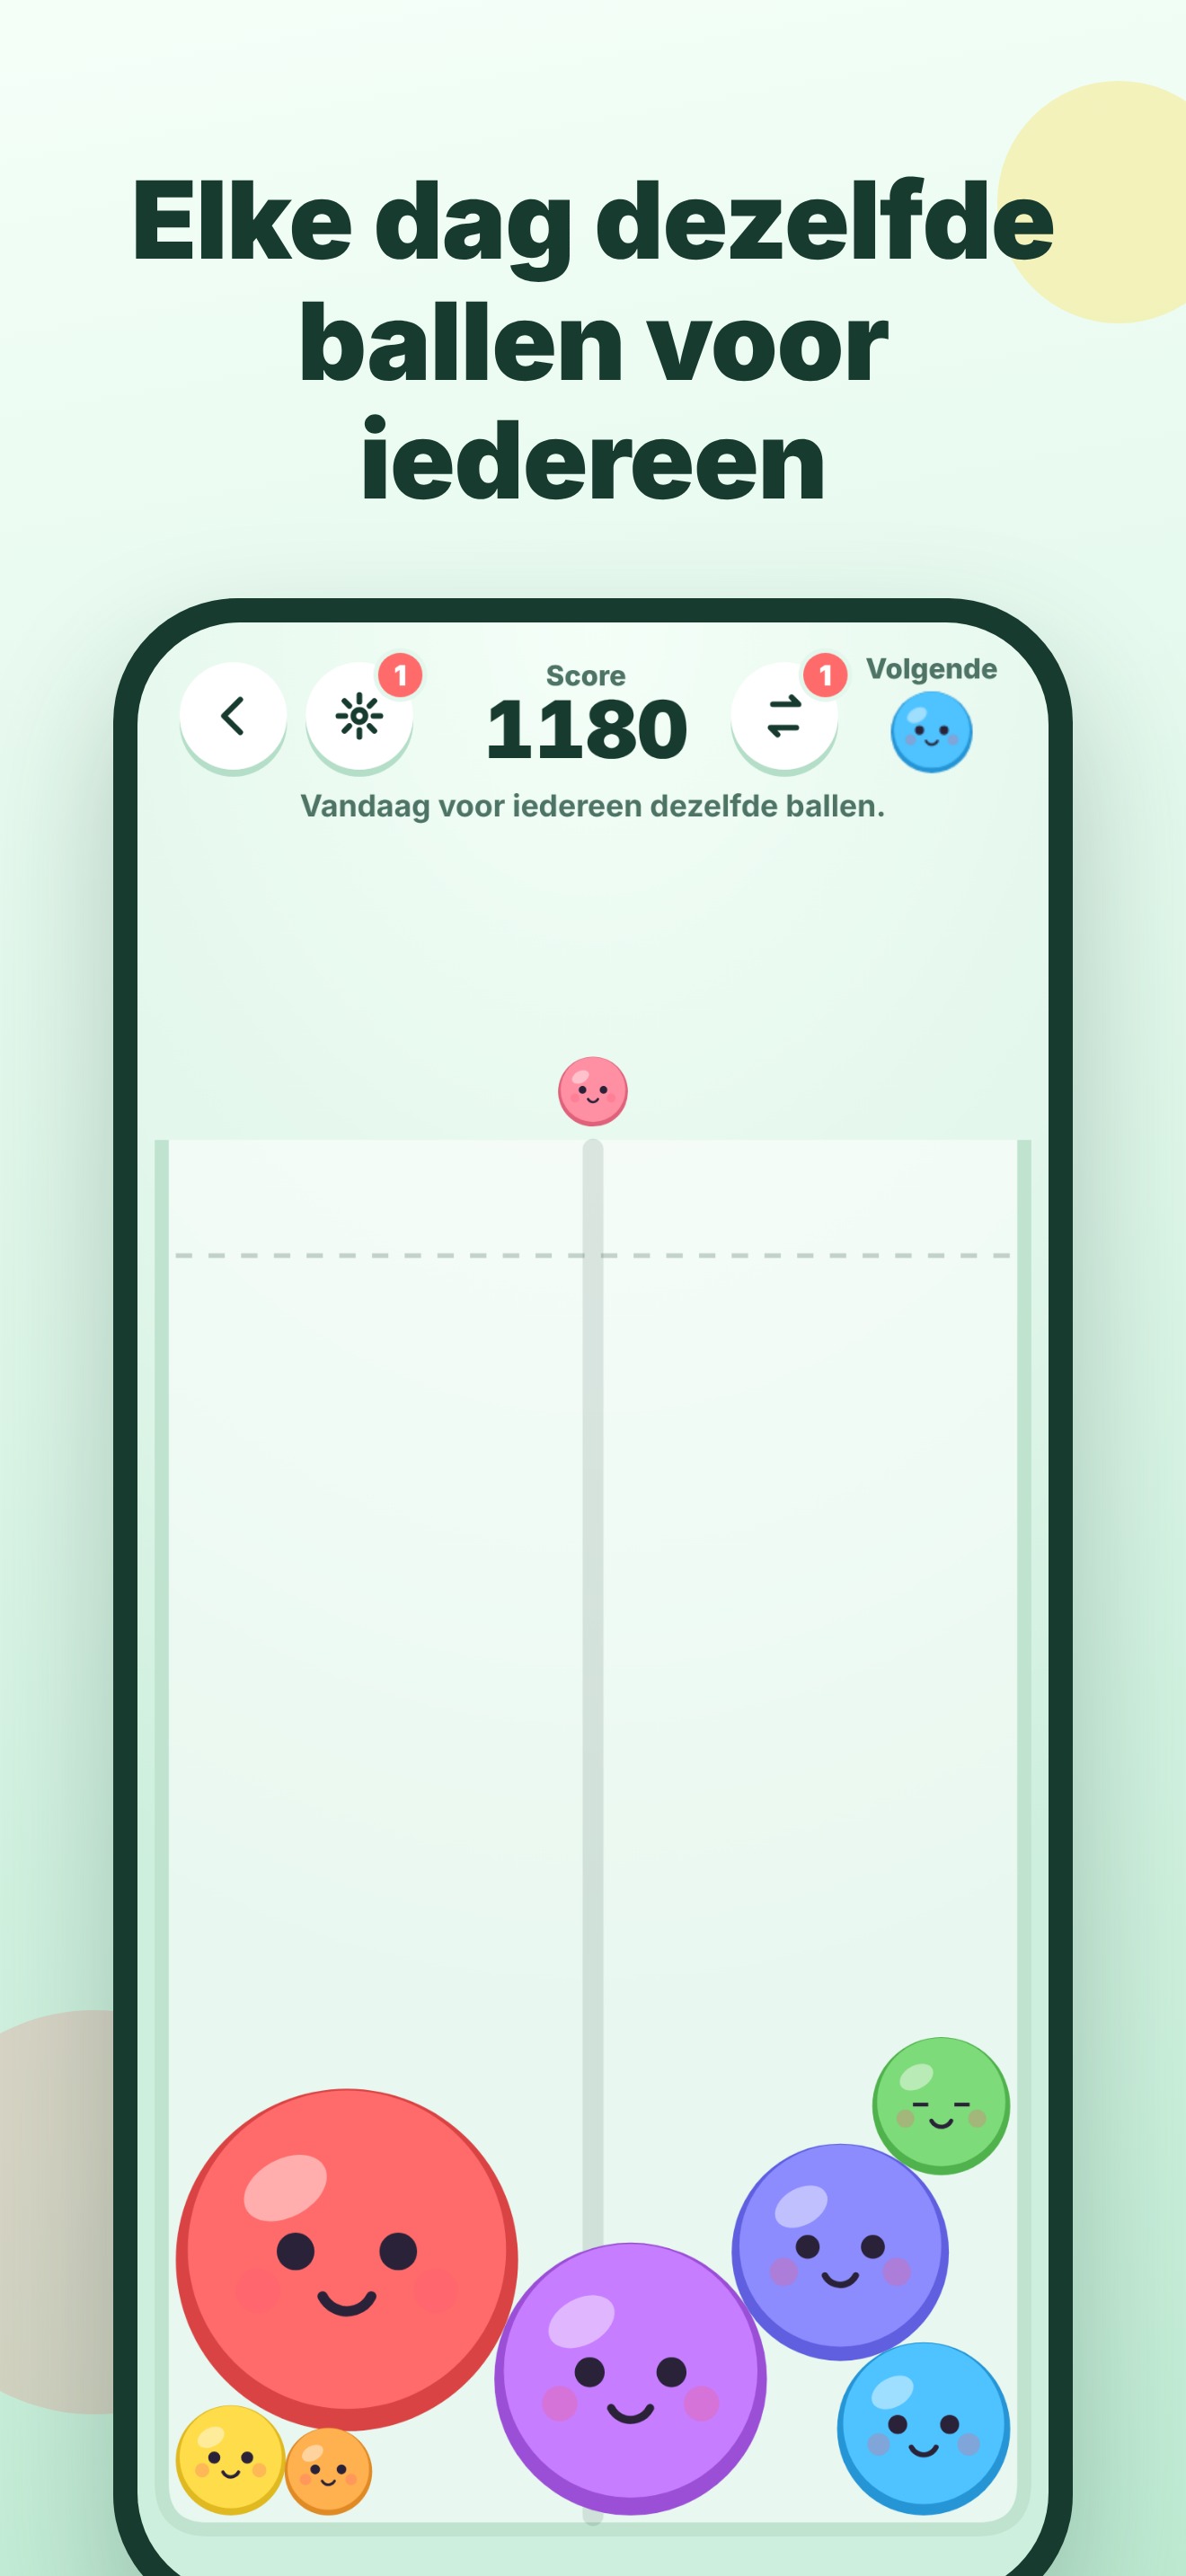 Elke dag dezelfde
ballen voor
iedereen
1
Score
1180
1
Volgende
Vandaag voor iedereen dezelfde ballen.